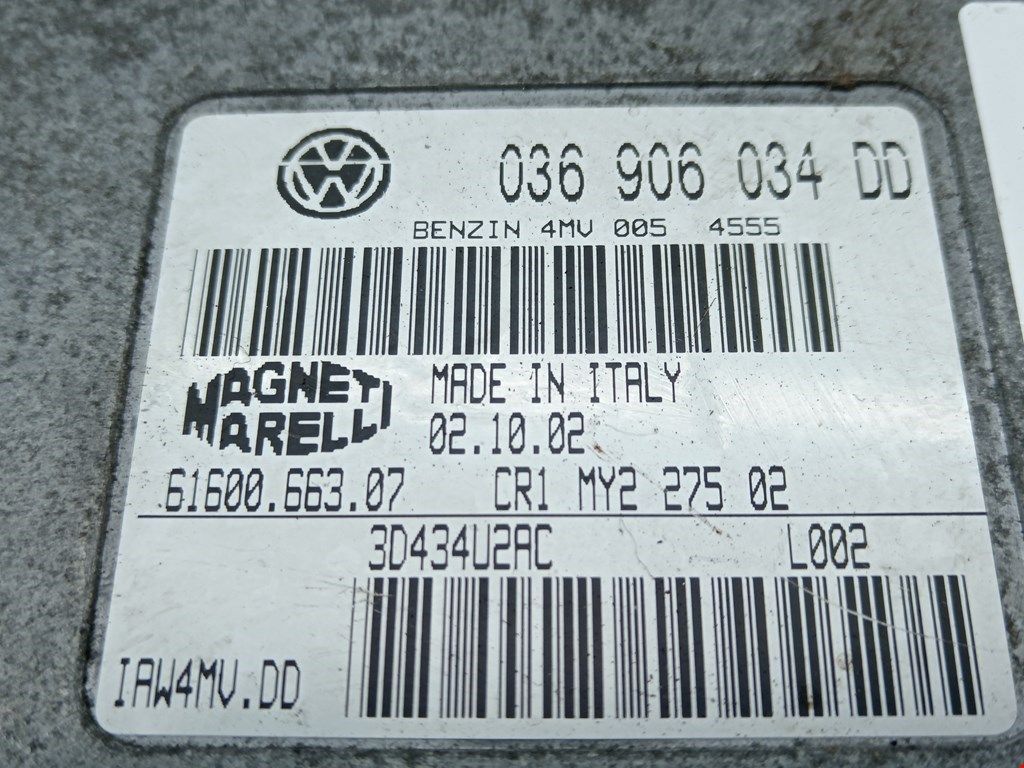 036 906 034 DD
BENZIN 4MV 005 4555
MAGNETI
MARELLI
MADE IN ITALY
02.10.02
61600.663.07 CR1 MY2 275 02
3D434U2AC L002
IAW4MV.DD